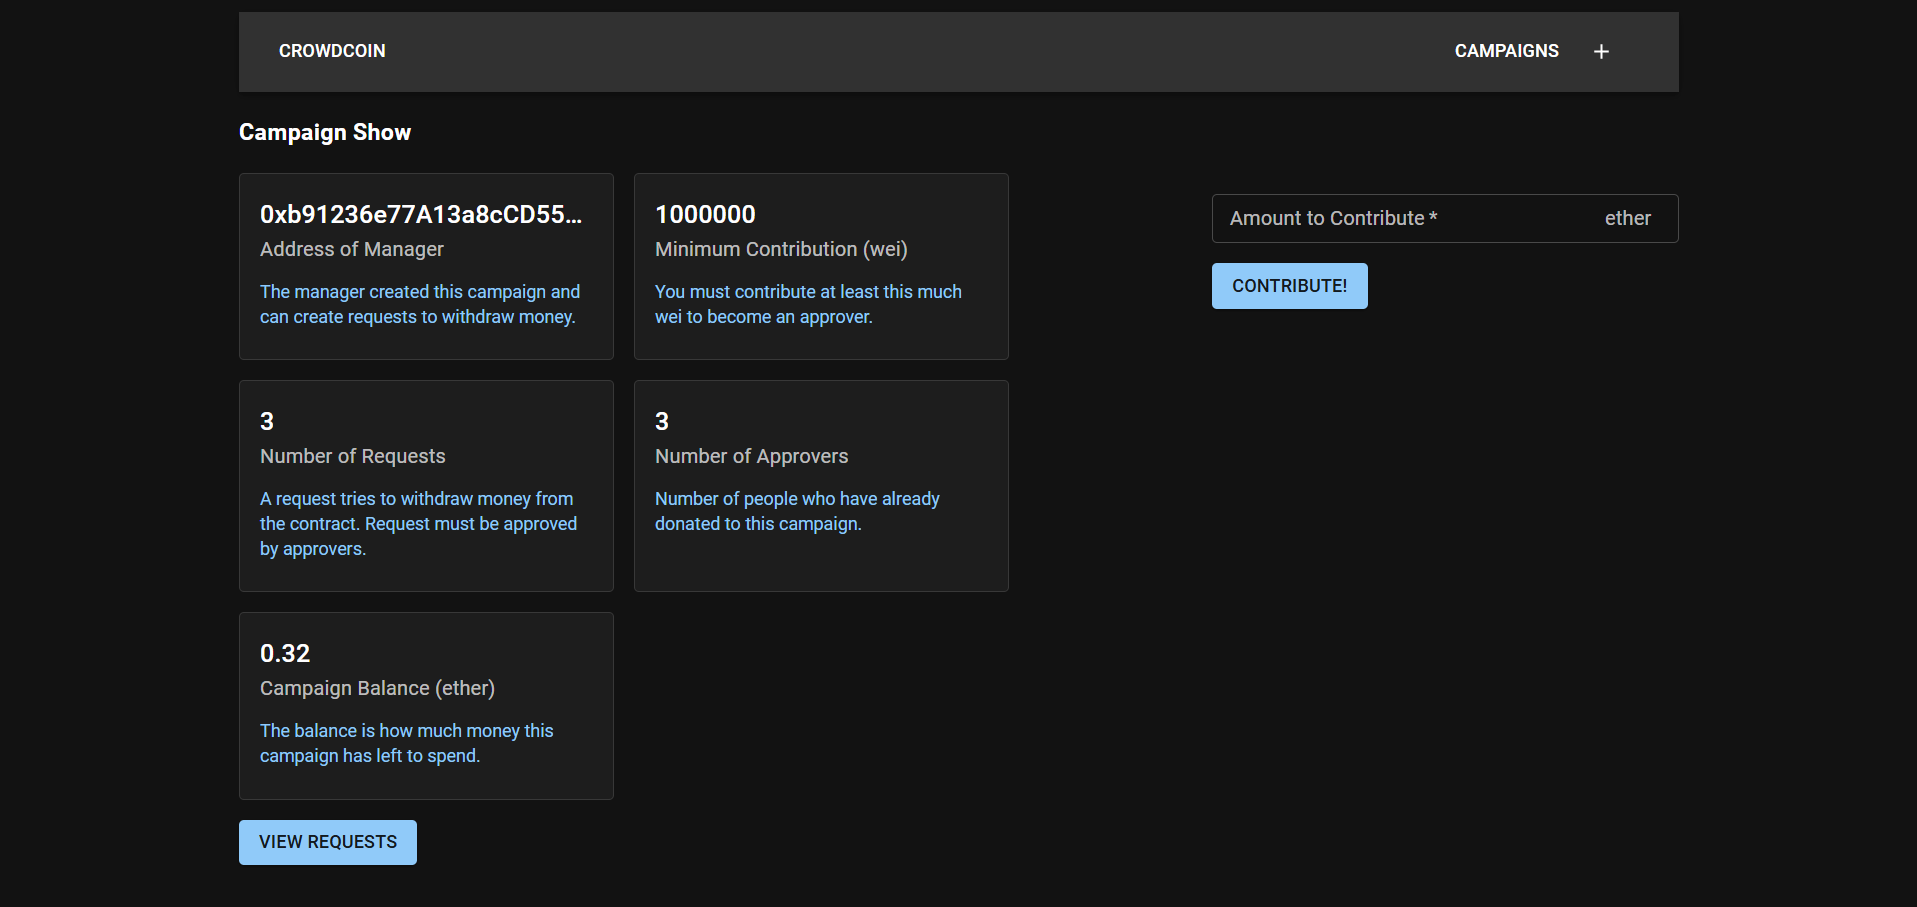 CROWDCOIN
CAMPAIGNS +
Campaign Show
0xb91236e77A13a8cCD55...
Address of Manager
The manager created this campaign and
can create requests to withdraw money.
1000000
Minimum Contribution (wei)
You must contribute at least this much
wei to become an approver.
Amount to Contribute * ether
CONTRIBUTE!
3
Number of Requests
A request tries to withdraw money from
the contract. Request must be approved
by approvers.
3
Number of Approvers
Number of people who have already
donated to this campaign.
0.32
Campaign Balance (ether)
The balance is how much money this
campaign has left to spend.
VIEW REQUESTS